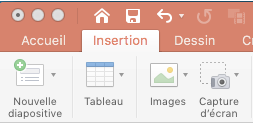 Accueil Insertion Dessin
Nouvelle diapositive Tableau Images Capture d'écran